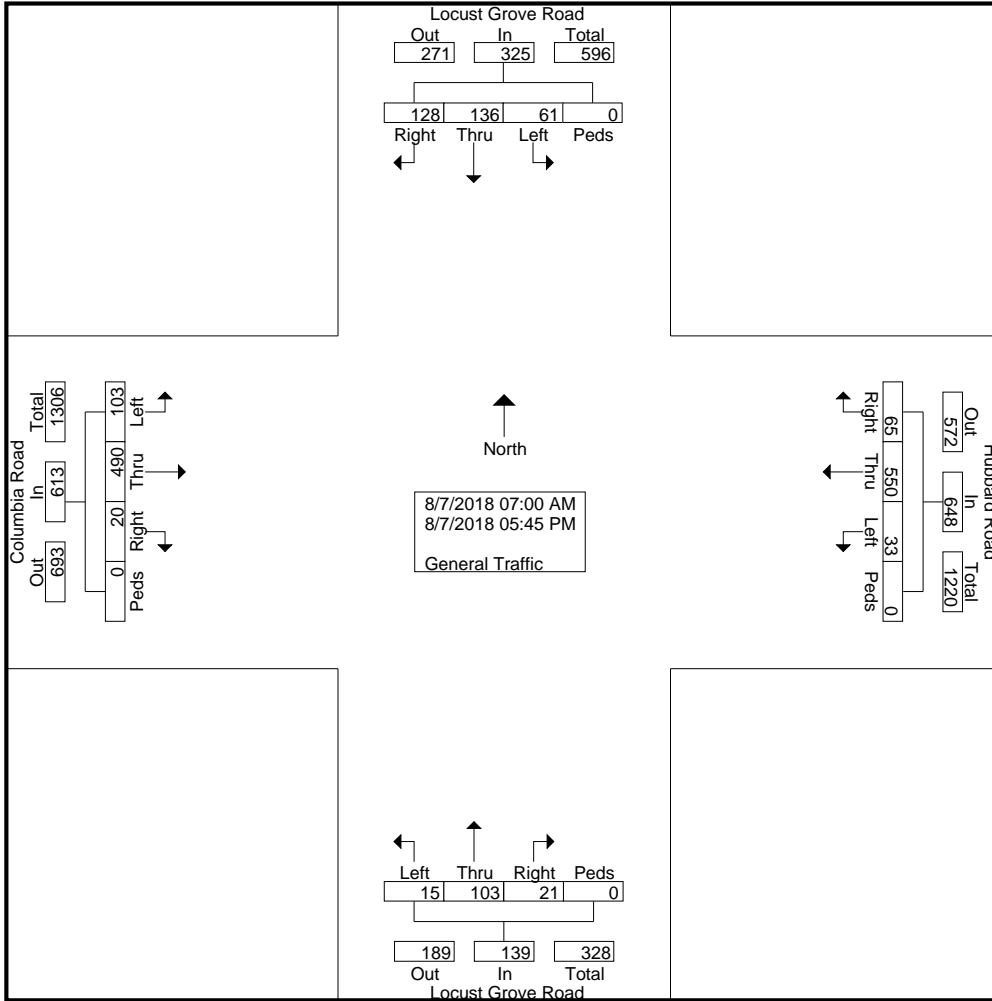 Locust Grove Road
Out In Total
271 325 596
128 136 61 0
Right Thru Left Peds
Columbia Road
Total In Out
1306 613 693
103 490 20 0
Left Thru Right Peds
North
8/7/2018 07:00 AM
8/7/2018 05:45 PM
General Traffic
Right Thru Left Peds
65 550 33 0
Out In Total
572 648 1220
Hubbard Road
Left Thru Right Peds
15 103 21 0
189 139 328
Out In Total
Locust Grove Road